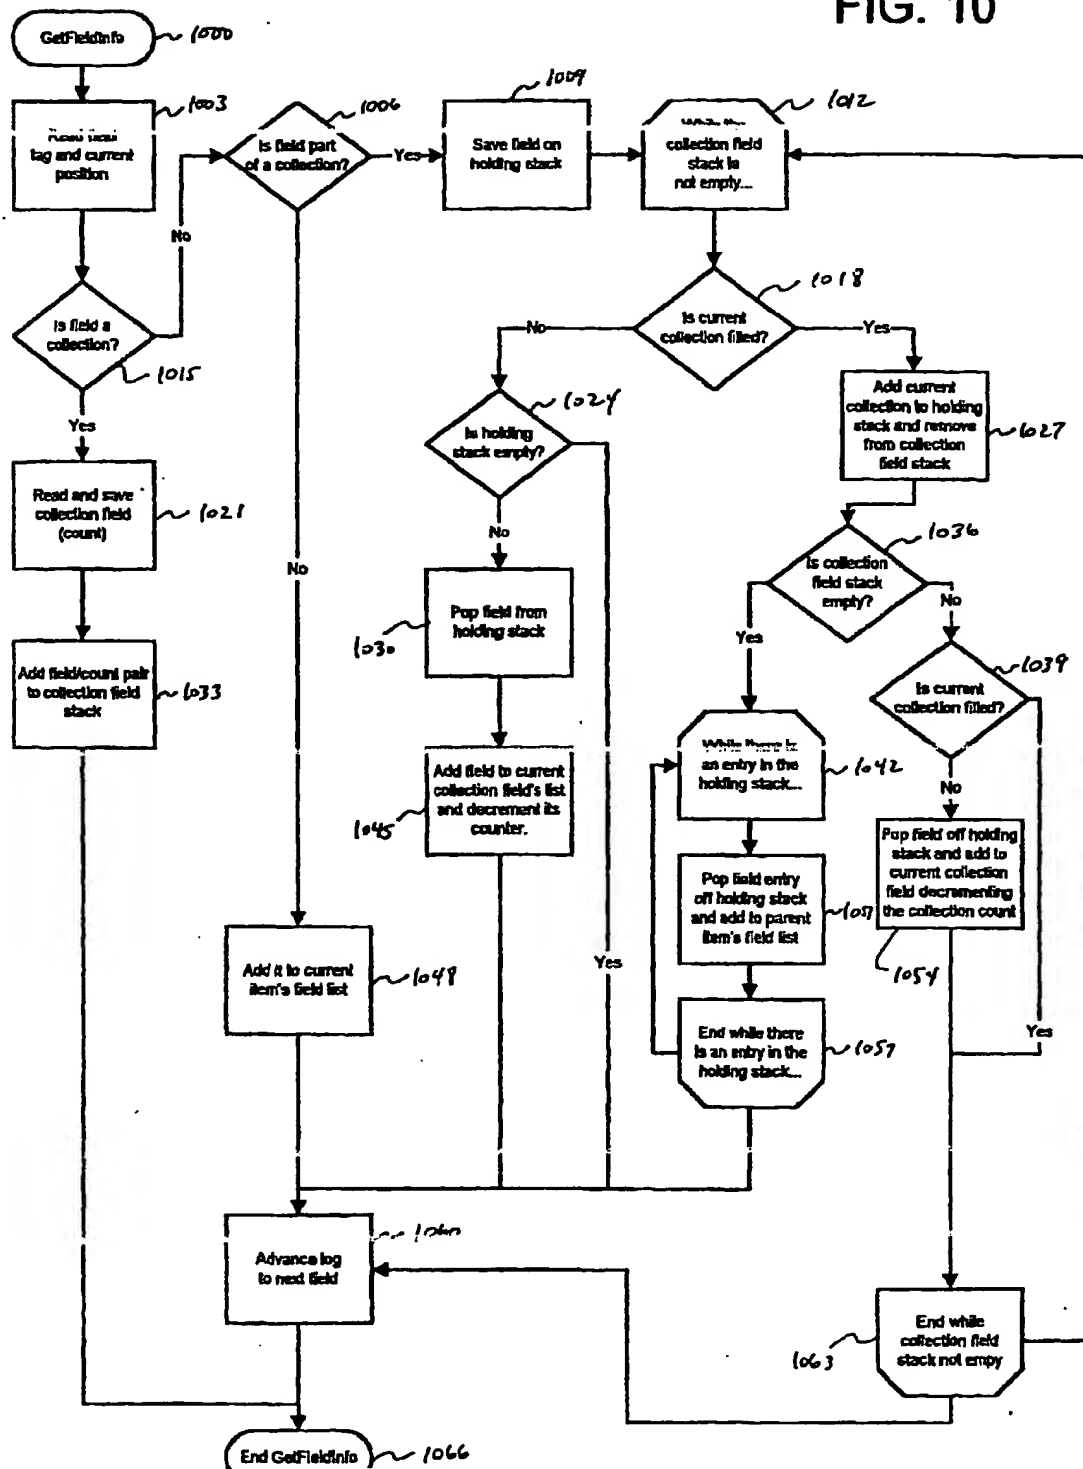 FIG. 10
GetFieldInfo
1000
1003
Read field
tag and current
position
1006
Is field part
of a collection?
Yes
1009
Save field on
holding stack
1012
While the
collection field
stack is
not empty...
No
Is field a
collection?
1015
Yes
1018
Is current
collection filled?
No
Yes
1024
Is holding
stack empty?
Add current
collection to holding
stack and remove
from collection
field stack
1027
Read and save
collection field
(count)
1021
No
No
1036
Is collection
field stack
empty?
Yes
No
Pop field from
holding stack
1030
Add field/count pair
to collection field
stack
1033
1039
Is current
collection filled?
While there is
an entry in the
holding stack...
1042
No
Add field to current
collection field's list
and decrement its
counter.
1045
Pop field off holding
stack and add to
current collection
field decrementing
the collection count
1054
Pop field entry
off holding stack
and add to parent
item's field list
Add it to current
item's field list
1048
Yes
End while there
is an entry in the
holding stack...
1057
Yes
Advance log
to next field
1060
End while
collection field
stack not empy
1063
End GetFieldInfo
1066